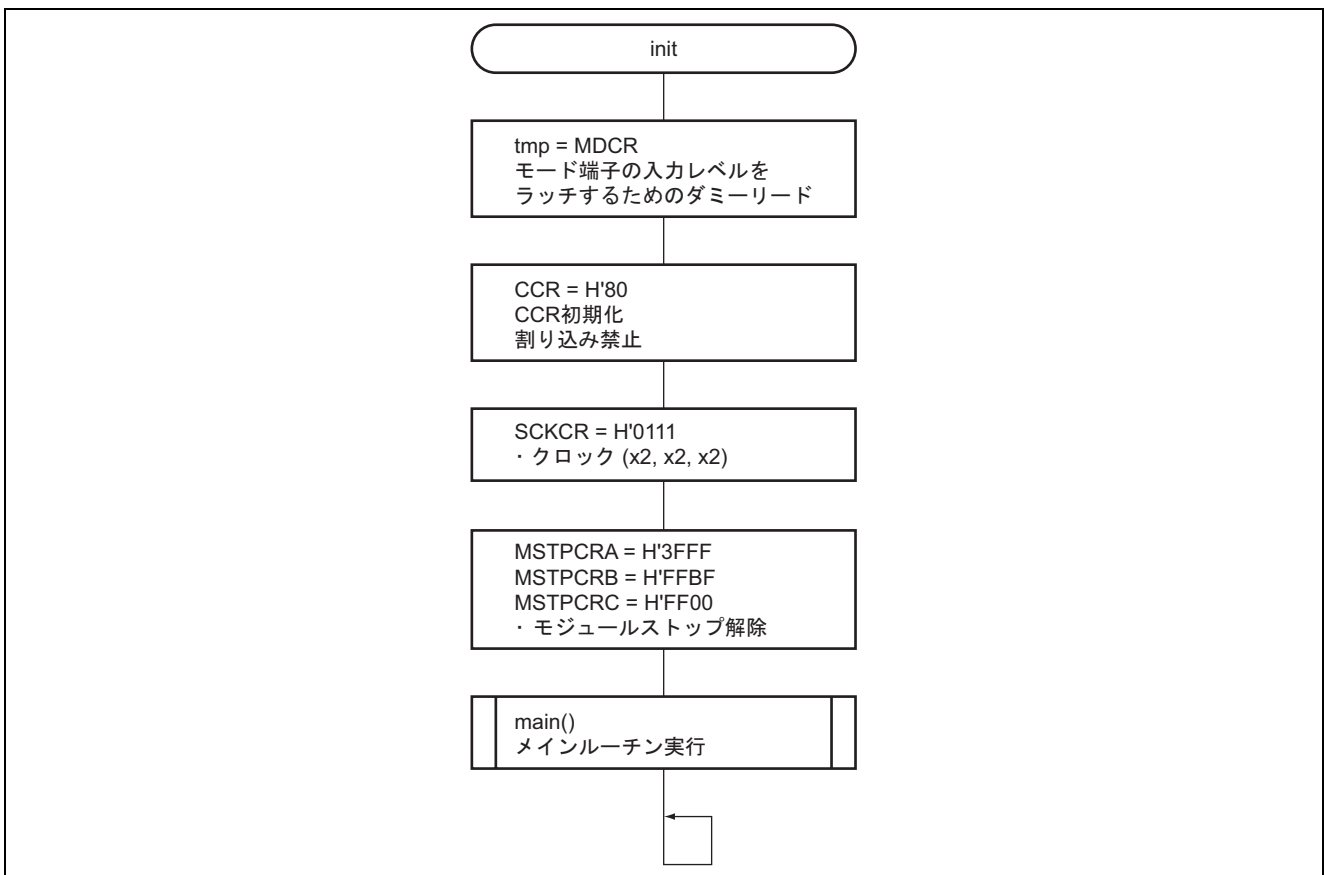 init
tmp = MDCR
モード端子の入力レベルを
ラッチするためのダミーリード
CCR = H'80
CCR初期化
割り込み禁止
SCKCR = H'0111
・クロック (x2, x2, x2)
MSTPCRA = H'3FFF
MSTPCRB = H'FFBF
MSTPCRC = H'FF00
・モジュールストップ解除
main()
メインルーチン実行